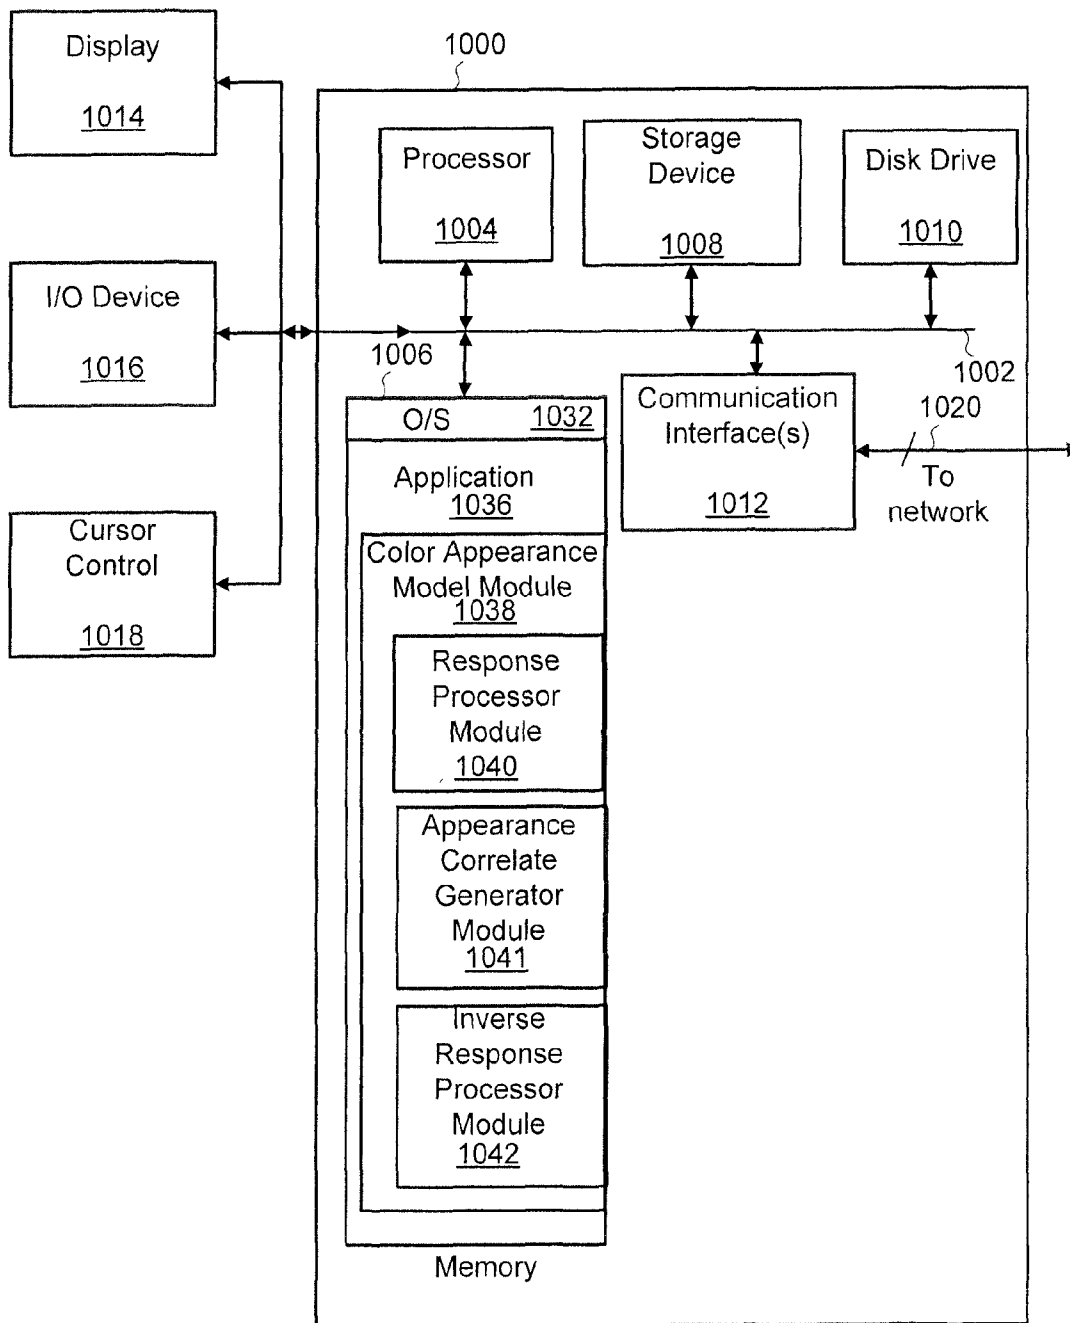 Display
1014
1000
Processor
1004
Storage
Device
1008
Disk Drive
1010
I/O Device
1016
1006
1002
O/S 1032
Communication
Interface(s)
1012
1020
To
network
Application
1036
Cursor
Control
1018
Color Appearance
Model Module
1038
Response
Processor
Module
1040
Appearance
Correlate
Generator
Module
1041
Inverse
Response
Processor
Module
1042
Memory